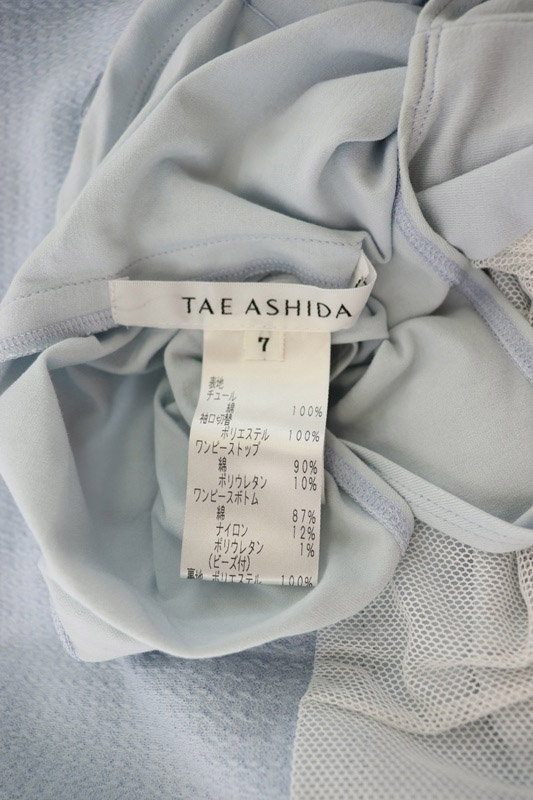 TAE ASHIDA
7
表地
チュール
綿 100%
袖口切替
ポリエステル 100%
ワンピーストップ
綿 90%
ポリウレタン 10%
ワンピースボトム
綿 87%
ナイロン 12%
ポリウレタン 1%
(ビーズ付)
裏地 ポリエステル 100%